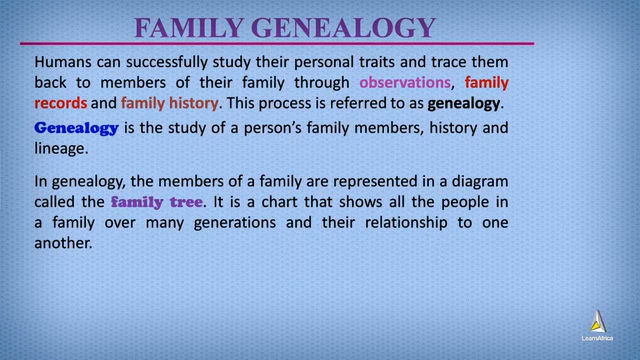 FAMILY GENEALOGY
Humans can successfully study their personal traits and trace them
back to members of their family through observations, family
records and family history. This process is referred to as genealogy.
Genealogy is the study of a person’s family members, history and
lineage.
In genealogy, the members of a family are represented in a diagram
called the family tree. It is a chart that shows all the people in
a family over many generations and their relationship to one
another.
LearnAfrica